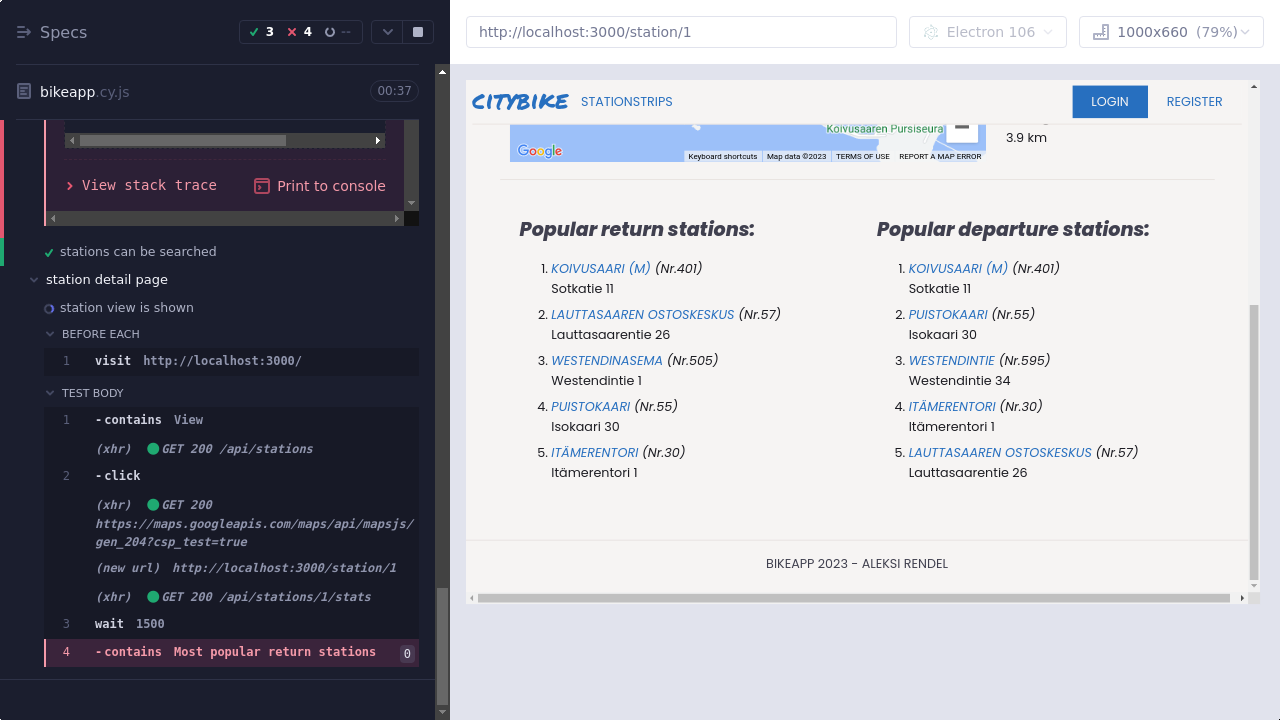 Specs
3
4
--
bikeapp.cy.js
00:37
View stack trace
Print to console
stations can be searched
station detail page
station view is shown
BEFORE EACH
1 visit http://localhost:3000/
TEST BODY
1 -contains View
(xhr) GET 200 /api/stations
2 -click
(xhr) GET 200
https://maps.googleapis.com/maps/api/mapsjs/
gen_204?csp_test=true
(new url) http://localhost:3000/station/1
(xhr) GET 200 /api/stations/1/stats
3 wait 1500
4 -contains Most popular return stations 0
http://localhost:3000/station/1
Electron 106
1000x660 (79%)
CITYBIKE
STATIONS
TRIPS
LOGIN
REGISTER
Koivusaaren Pursiseura
Google
Keyboard shortcuts
Map data ©2023
TERMS OF USE
REPORT A MAP ERROR
3.9 km
Popular return stations:
1. KOIVUSAARI (M) (Nr.401)
Sotkatie 11
2. LAUTTASAAREN OSTOSKESKUS (Nr.57)
Lauttasaarentie 26
3. WESTENDINASEMA (Nr.505)
Westendintie 1
4. PUISTOKAARI (Nr.55)
Isokaari 30
5. ITÄMERENTORI (Nr.30)
Itämerentori 1
Popular departure stations:
1. KOIVUSAARI (M) (Nr.401)
Sotkatie 11
2. PUISTOKAARI (Nr.55)
Isokaari 30
3. WESTENDINTIE (Nr.595)
Westendintie 34
4. ITÄMERENTORI (Nr.30)
Itämerentori 1
5. LAUTTASAAREN OSTOSKESKUS (Nr.57)
Lauttasaarentie 26
BIKEAPP 2023 - ALEKSI RENDEL